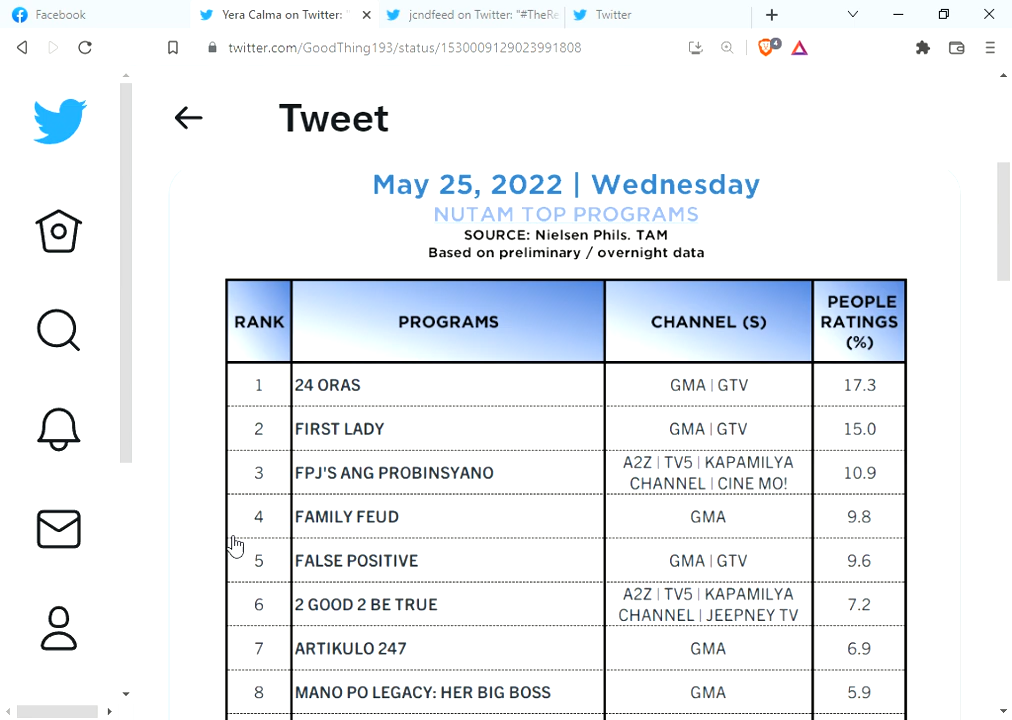 Facebook
Yera Calma on Twitter: "
jcndfeed on Twitter: "#TheRe
Twitter
twitter.com/GoodThing193/status/1530009129023991808
4
Tweet
May 25, 2022 | Wednesday
NUTAM TOP PROGRAMS
SOURCE: Nielsen Phils. TAM
Based on preliminary / overnight data
RANK PROGRAMS CHANNEL (S) PEOPLE RATINGS (%)
1 24 ORAS GMA | GTV 17.3
2 FIRST LADY GMA | GTV 15.0
3 FPJ'S ANG PROBINSYANO A2Z | TV5 | KAPAMILYA CHANNEL | CINE MO! 10.9
4 FAMILY FEUD GMA 9.8
5 FALSE POSITIVE GMA | GTV 9.6
6 2 GOOD 2 BE TRUE A2Z | TV5 | KAPAMILYA CHANNEL | JEEPNEY TV 7.2
7 ARTIKULO 247 GMA 6.9
8 MANO PO LEGACY: HER BIG BOSS GMA 5.9